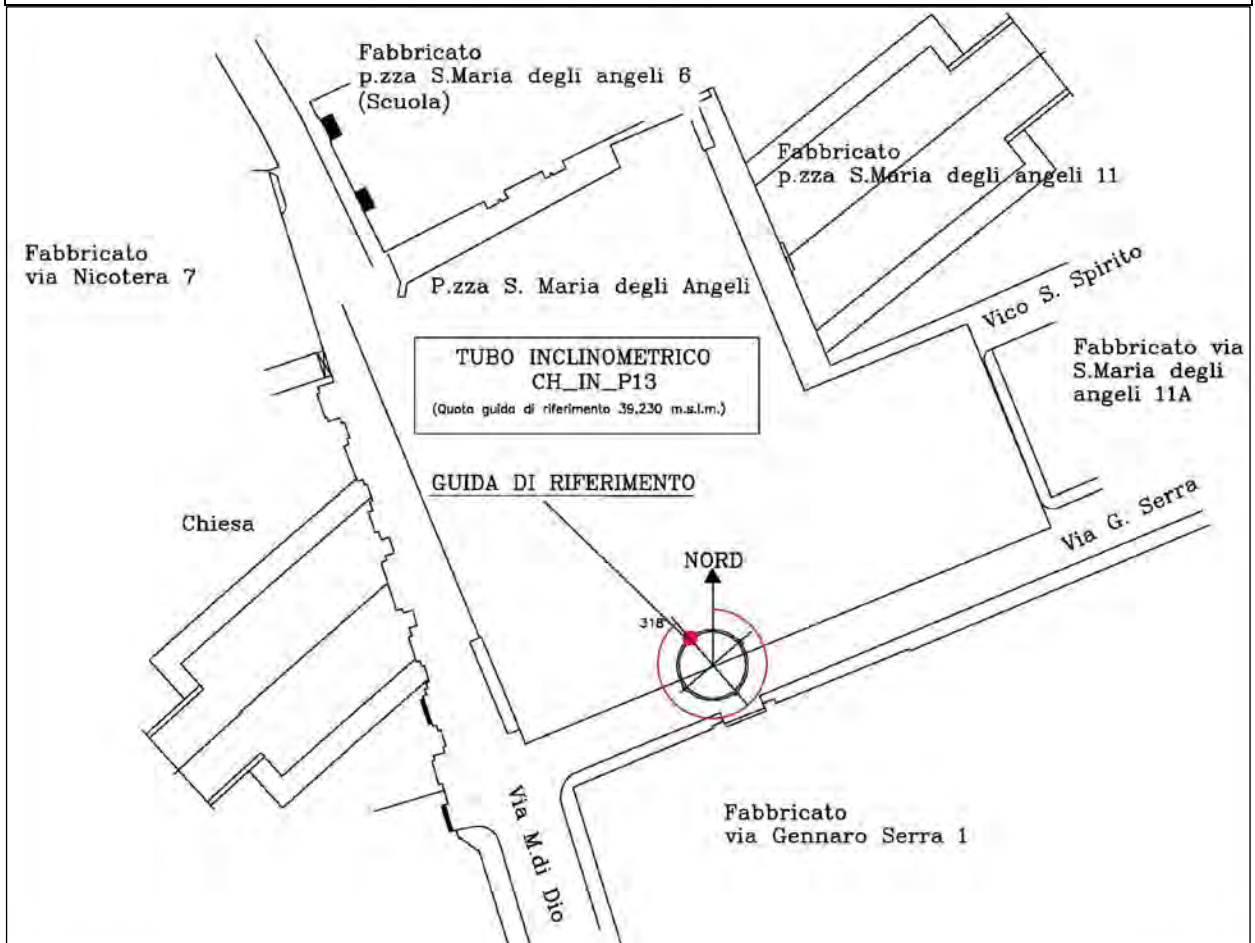 Fabbricato
p.zza S.Maria degli angeli 6
(Scuola)
Fabbricato
p.zza S.Maria degli angeli 11
Fabbricato
via Nicotera 7
P.zza S. Maria degli Angeli
Vico S. Spirito
TUBO INCLINOMETRICO
CH_IN_P13
(Quota guida di riferimento 39,230 m.s.l.m.)
Fabbricato via
S.Maria degli
angeli 11A
GUIDA DI RIFERIMENTO
Chiesa
Via G. Serra
NORD
318
Via M.di Dio
Fabbricato
via Gennaro Serra 1